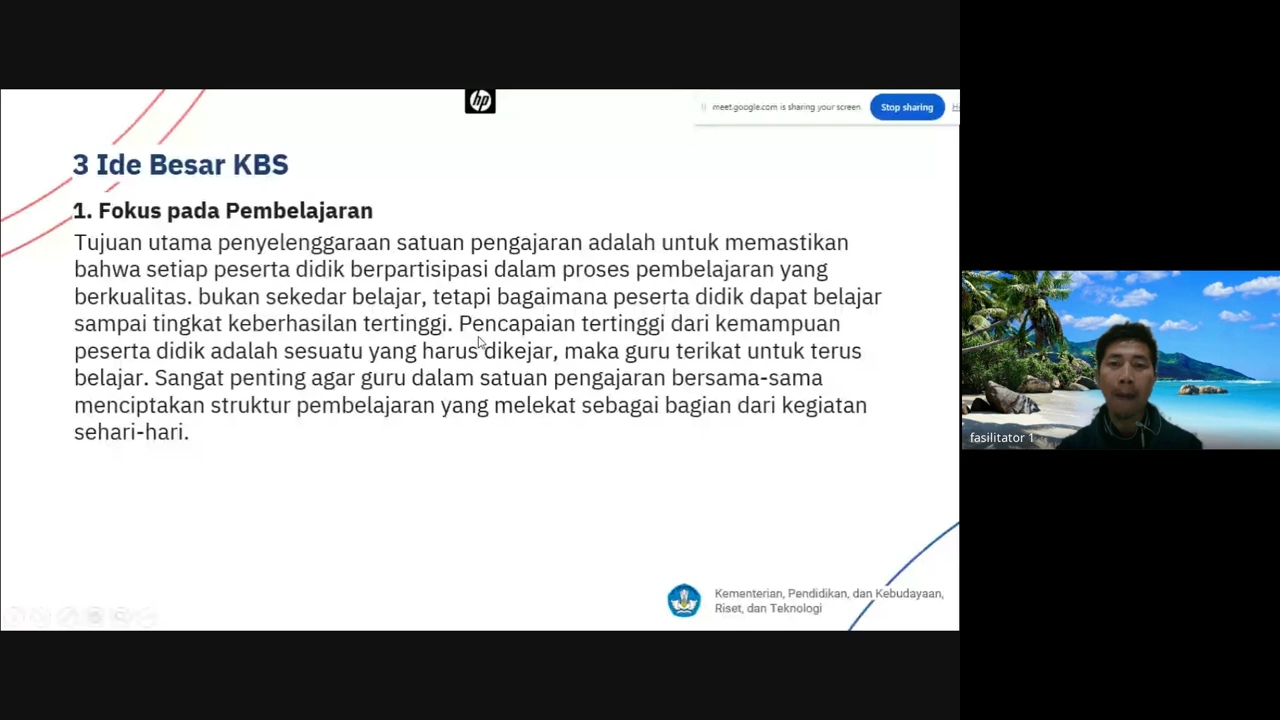 hp
meet.google.com is sharing your screen.
Stop sharing
3 Ide Besar KBS
1. Fokus pada Pembelajaran
Tujuan utama penyelenggaraan satuan pengajaran adalah untuk memastikan
bahwa setiap peserta didik berpartisipasi dalam proses pembelajaran yang
berkualitas. bukan sekedar belajar, tetapi bagaimana peserta didik dapat belajar
sampai tingkat keberhasilan tertinggi. Pencapaian tertinggi dari kemampuan
peserta didik adalah sesuatu yang harus dikejar, maka guru terikat untuk terus
belajar. Sangat penting agar guru dalam satuan pengajaran bersama-sama
menciptakan struktur pembelajaran yang melekat sebagai bagian dari kegiatan
sehari-hari.
Kementerian, Pendidikan, dan Kebudayaan,
Riset, dan Teknologi
fasilitator 1